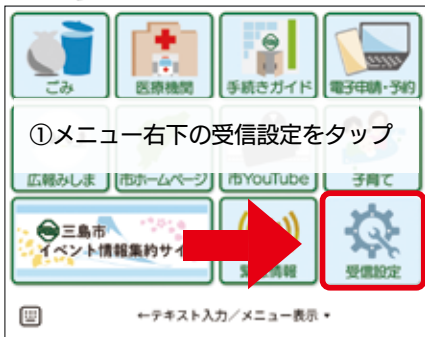 ごみ
医療機関
手続きガイド
電子申請・予約
①メニュー右下の受信設定をタップ
広報みしま
市ホームページ
市YouTube
子育て
三島市
イベント情報集約サイ
情報
受信設定
←テキスト入力／メニュー表示▼